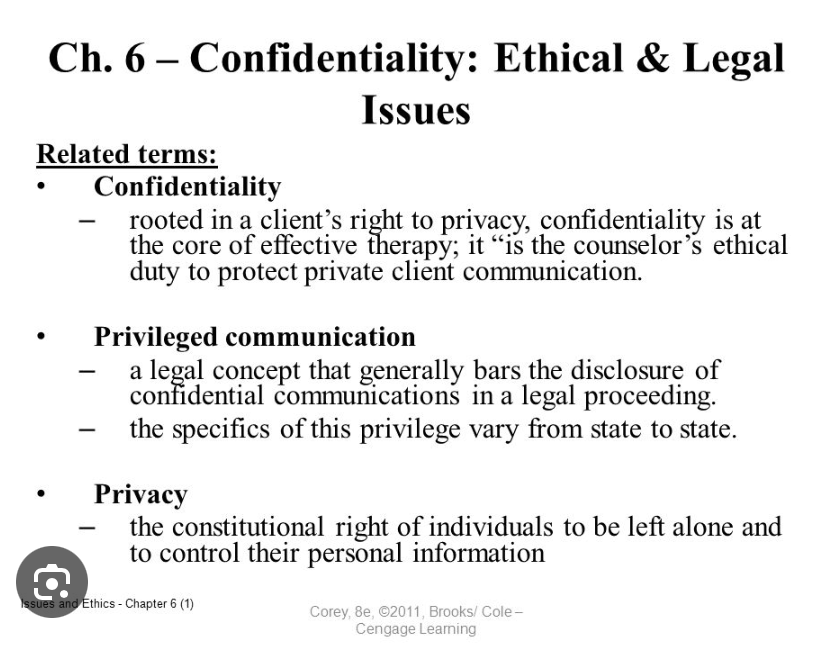 Ch. 6 – Confidentiality: Ethical & Legal
Issues
Related terms:
• Confidentiality
– rooted in a client’s right to privacy, confidentiality is at
the core of effective therapy; it “is the counselor’s ethical
duty to protect private client communication.
• Privileged communication
– a legal concept that generally bars the disclosure of
confidential communications in a legal proceeding.
– the specifics of this privilege vary from state to state.
• Privacy
– the constitutional right of individuals to be left alone and
to control their personal information
Issues and Ethics - Chapter 6 (1)
Corey, 8e, ©2011, Brooks/ Cole –
Cengage Learning